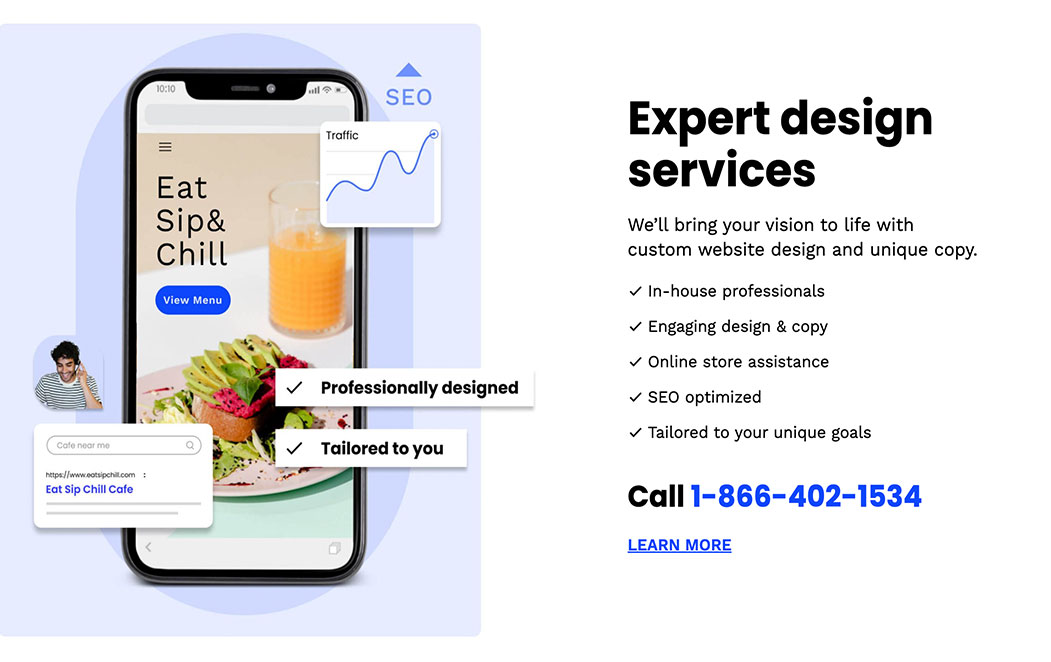 10:10
SEO
Traffic
Eat
Sip&
Chill
View Menu
Professionally designed
Tailored to you
Cafe near me
https://www.eatsipchill.com
Eat Sip Chill Cafe
Expert design
services
We’ll bring your vision to life with
custom website design and unique copy.
In-house professionals
Engaging design & copy
Online store assistance
SEO optimized
Tailored to your unique goals
Call 1-866-402-1534
LEARN MORE